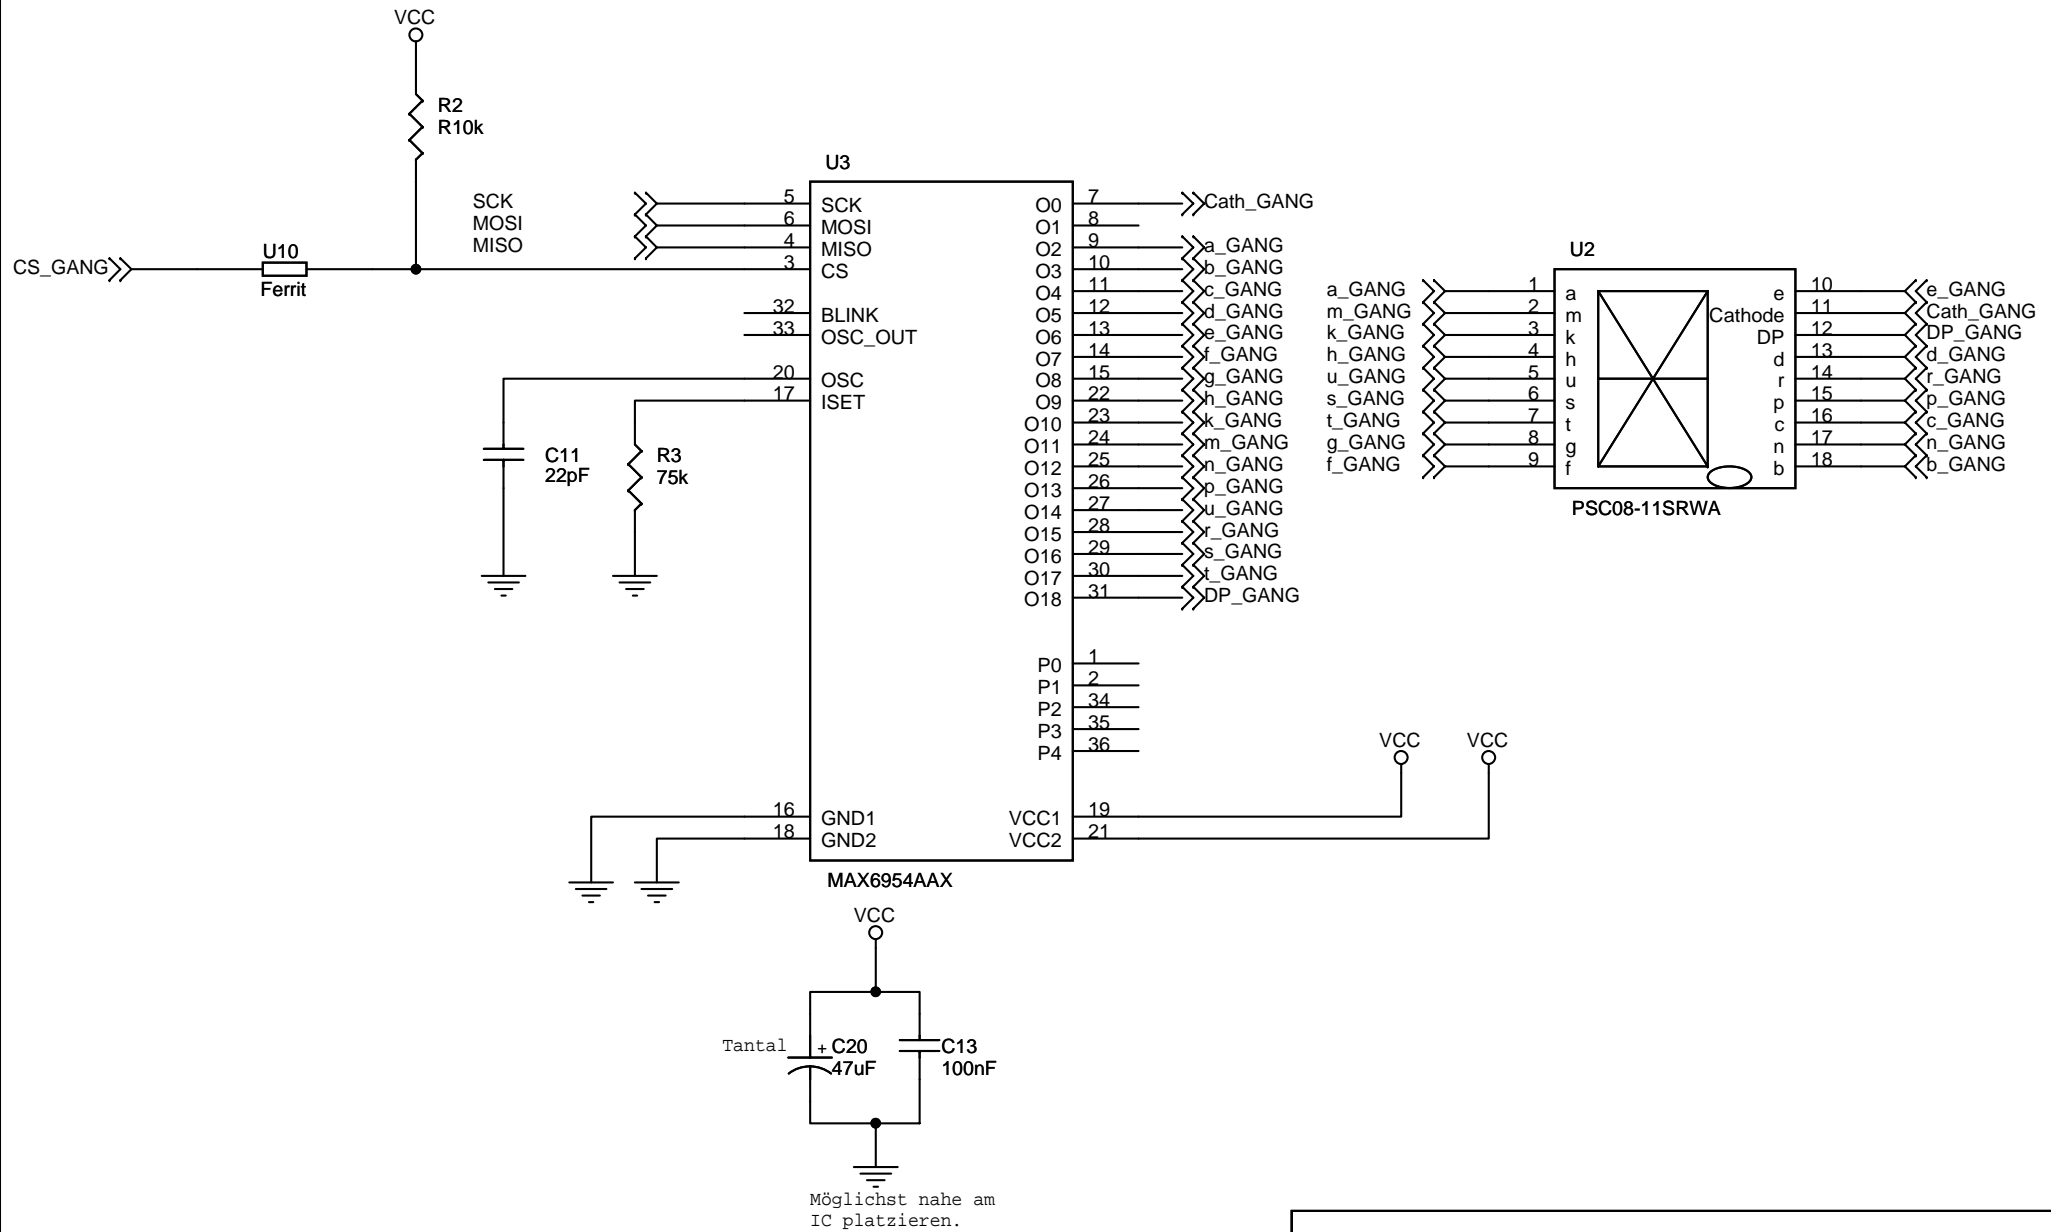 VCC
R2
R10k
U3
SCK
MOSI
MISO
CS_GANG
U10
Ferrit
5
6
4
3
32
33
20
17
SCK
MOSI
MISO
CS
BLINK
OSC_OUT
OSC
ISET
C11
22pF
R3
75k
16
18
GND1
GND2
O0
O1
O2
O3
O4
O5
O6
O7
O8
O9
O10
O11
O12
O13
O14
O15
O16
O17
O18
P0
P1
P2
P3
P4
VCC1
VCC2
7
8
9
10
11
12
13
14
15
22
23
24
25
26
27
28
29
30
31
1
2
34
35
36
19
21
Cath_GANG
a_GANG
b_GANG
c_GANG
d_GANG
e_GANG
f_GANG
g_GANG
h_GANG
k_GANG
m_GANG
n_GANG
p_GANG
u_GANG
r_GANG
s_GANG
t_GANG
DP_GANG
VCC
VCC
MAX6954AAX
U2
a_GANG
m_GANG
k_GANG
h_GANG
u_GANG
s_GANG
t_GANG
g_GANG
f_GANG
1
2
3
4
5
6
7
8
9
a
m
k
h
u
s
t
g
f
e
Cathode
DP
d
r
p
c
n
b
10
11
12
13
14
15
16
17
18
e_GANG
Cath_GANG
DP_GANG
d_GANG
r_GANG
p_GANG
c_GANG
n_GANG
b_GANG
PSC08-11SRWA
VCC
Tantal
+ C20
47uF
C13
100nF
Möglichst nahe am
IC platzieren.